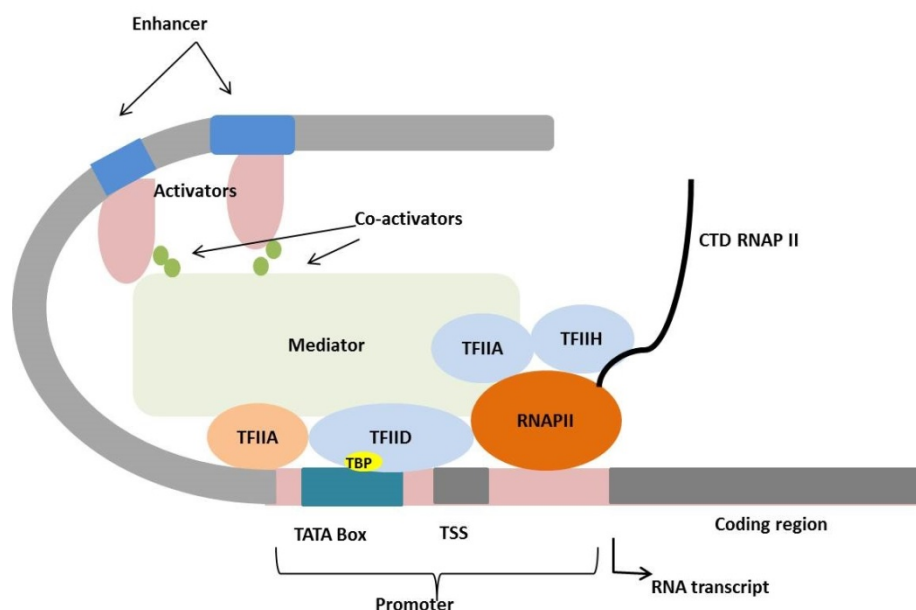 Enhancer
Activators
Co-activators
CTD RNAP II
Mediator
TFIIA
TFIIH
RNAPII
TFIIA
TFIID
TBP
TATA Box
TSS
Coding region
RNA transcript
Promoter